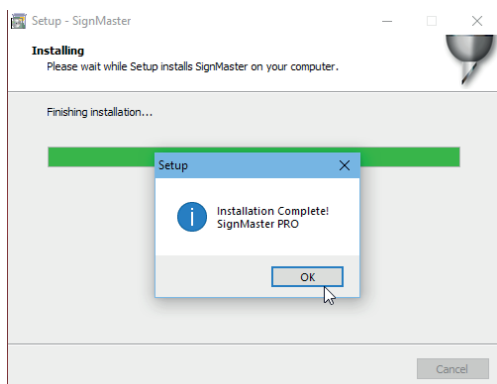 Setup - SignMaster
Installing
Please wait while Setup installs SignMaster on your computer.
Finishing installation...
Setup
Installation Complete!
SignMaster PRO
OK
Cancel